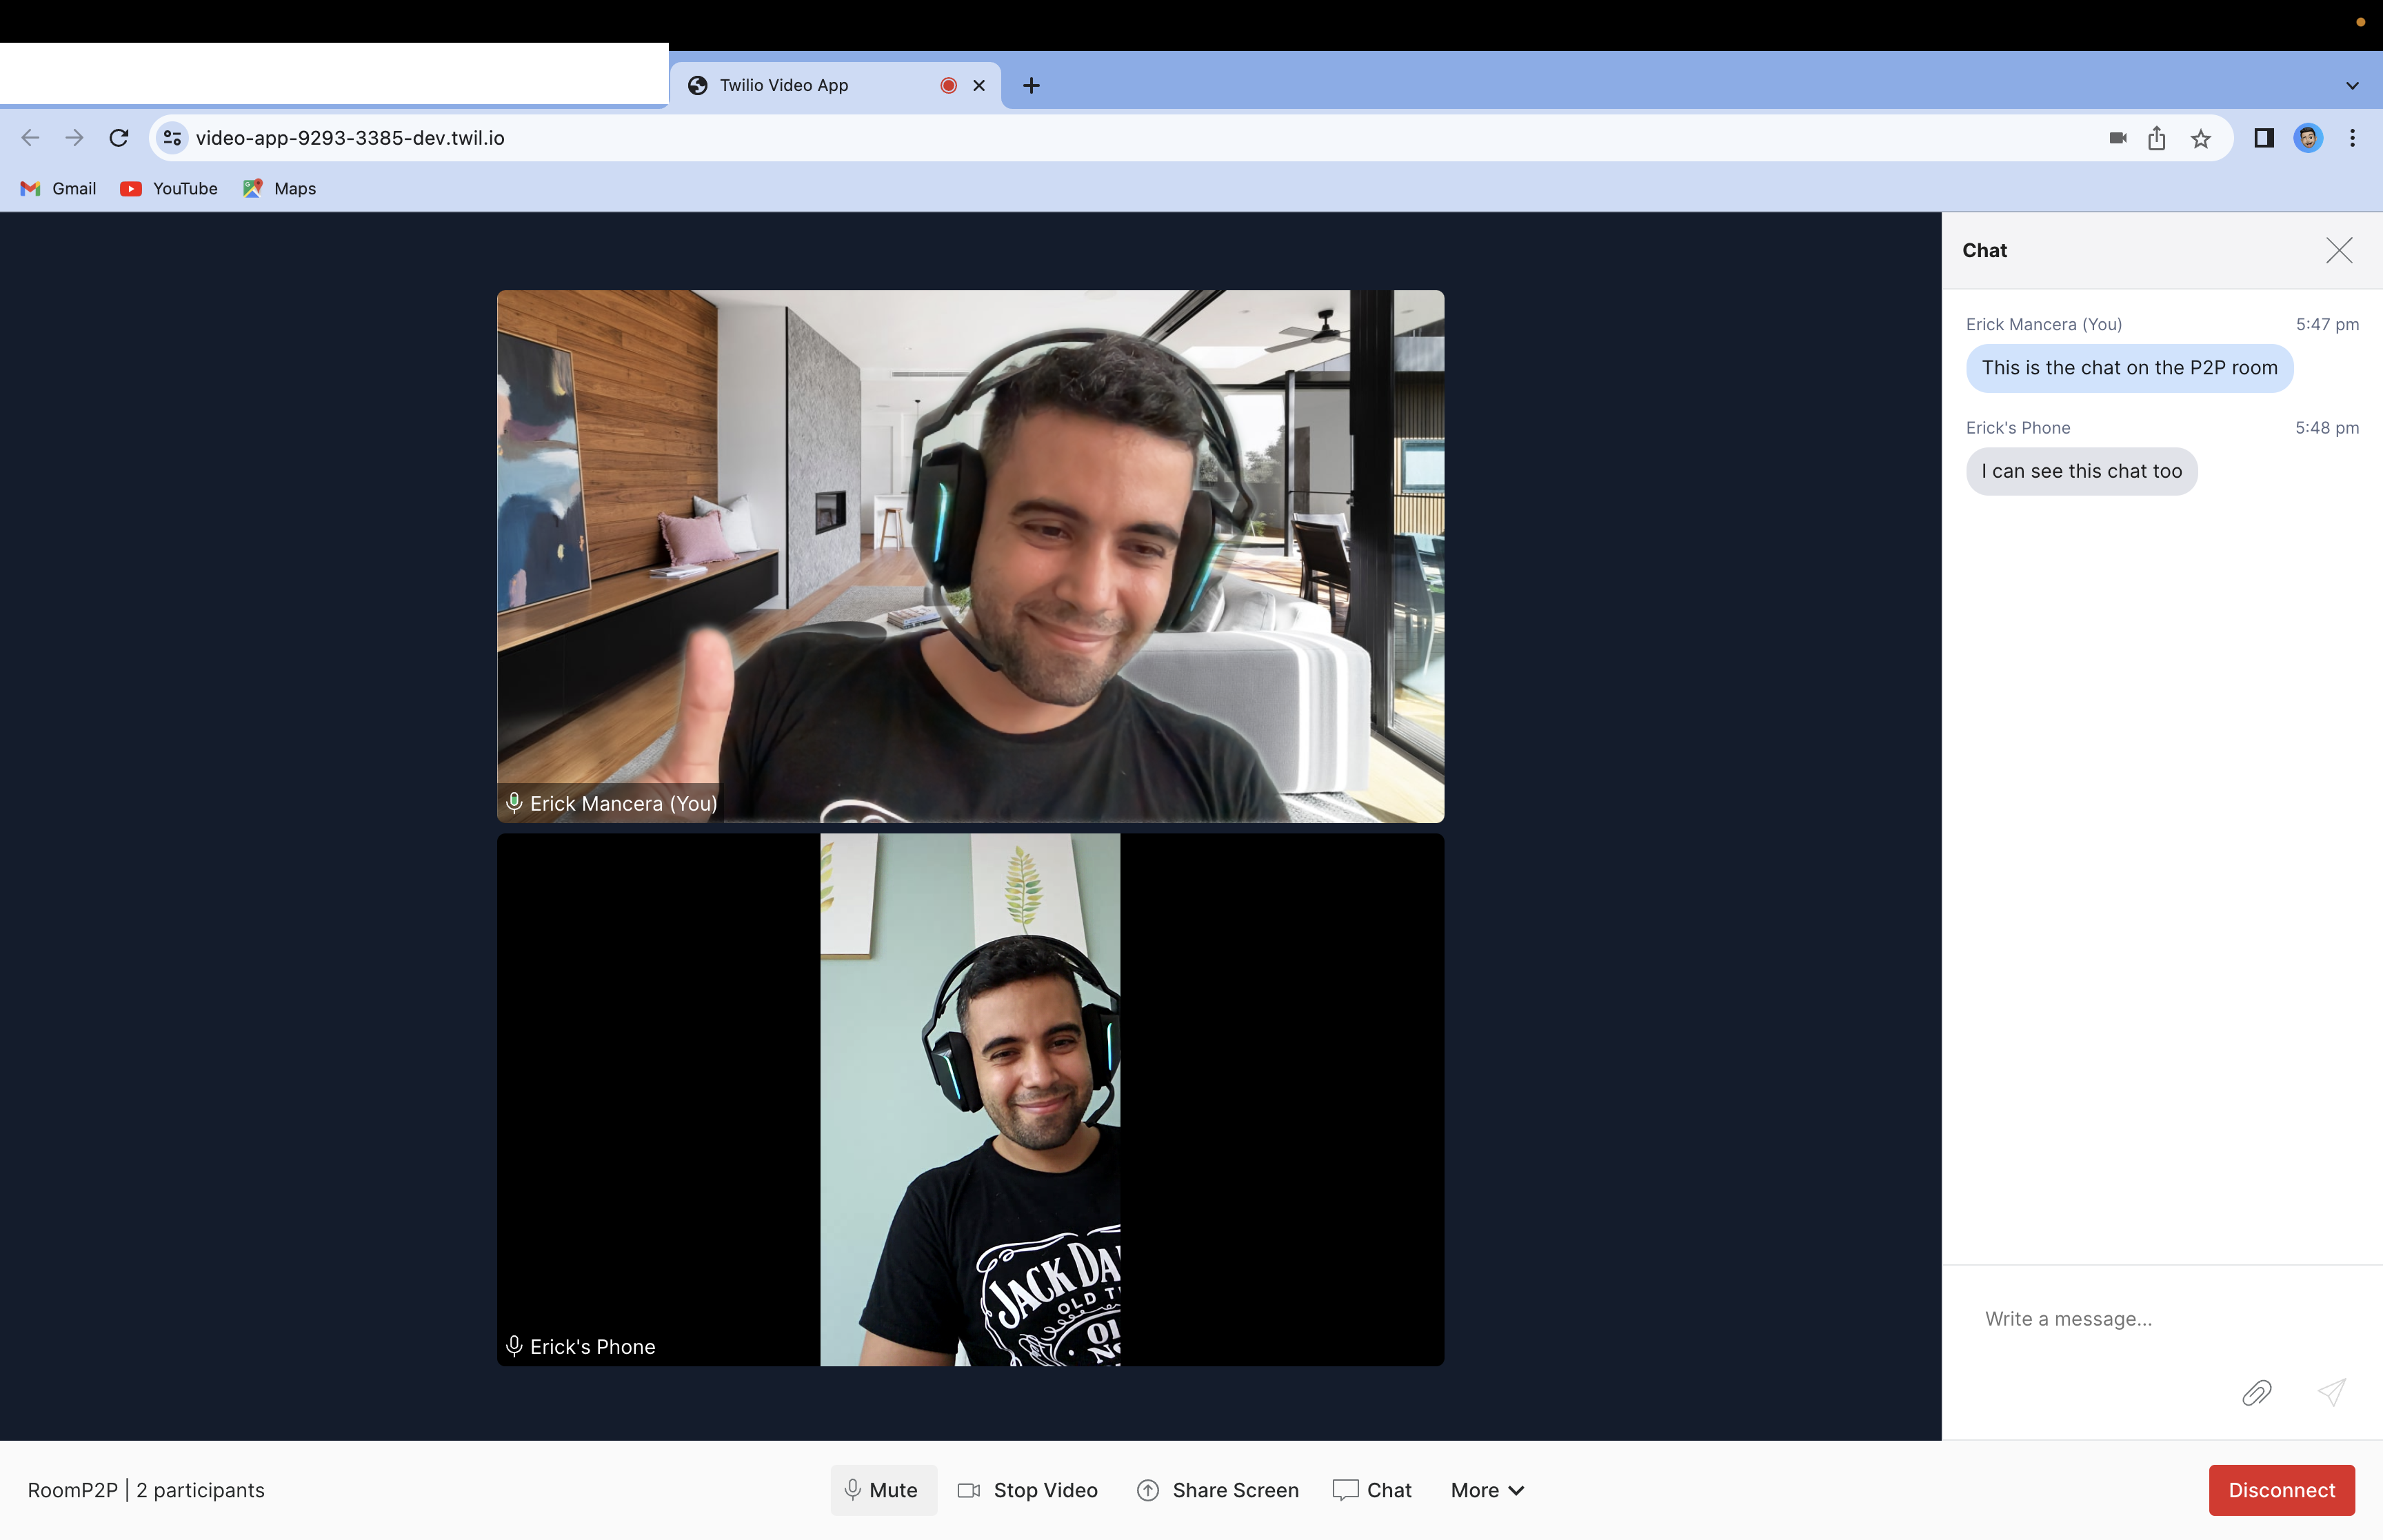 Twilio Video App
video-app-9293-3385-dev.twil.io
Gmail YouTube Maps
Erick Mancera (You)
JACK
OLD
Erick's Phone
Chat
Erick Mancera (You) 5:47 pm
This is the chat on the P2P room
Erick's Phone 5:48 pm
I can see this chat too
Write a message...
RoomP2P | 2 participants Mute Stop Video Share Screen Chat More Disconnect